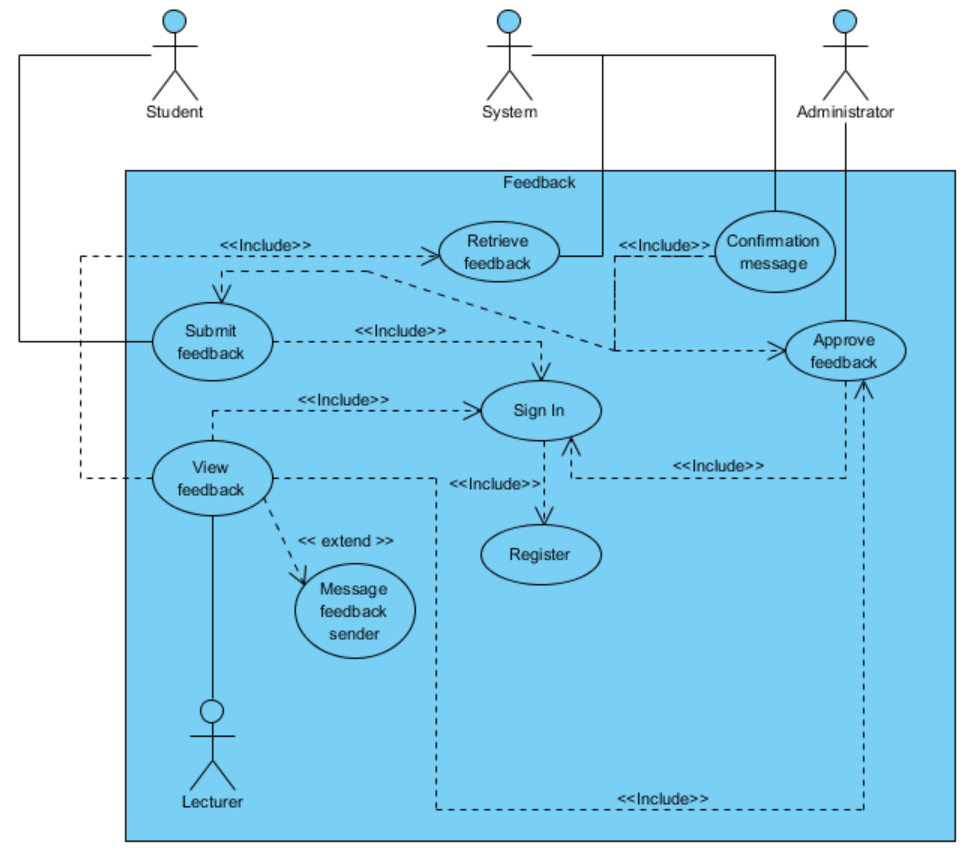 Student
System
Administrator
Feedback
<<Include>>
Retrieve
feedback
<<Include>>
Confirmation
message
Submit
feedback
<<Include>>
Approve
feedback
<<Include>>
Sign In
View
feedback
<<Include>>
<<Include>>
<< extend >>
Register
Message
feedback
sender
Lecturer
<<Include>>